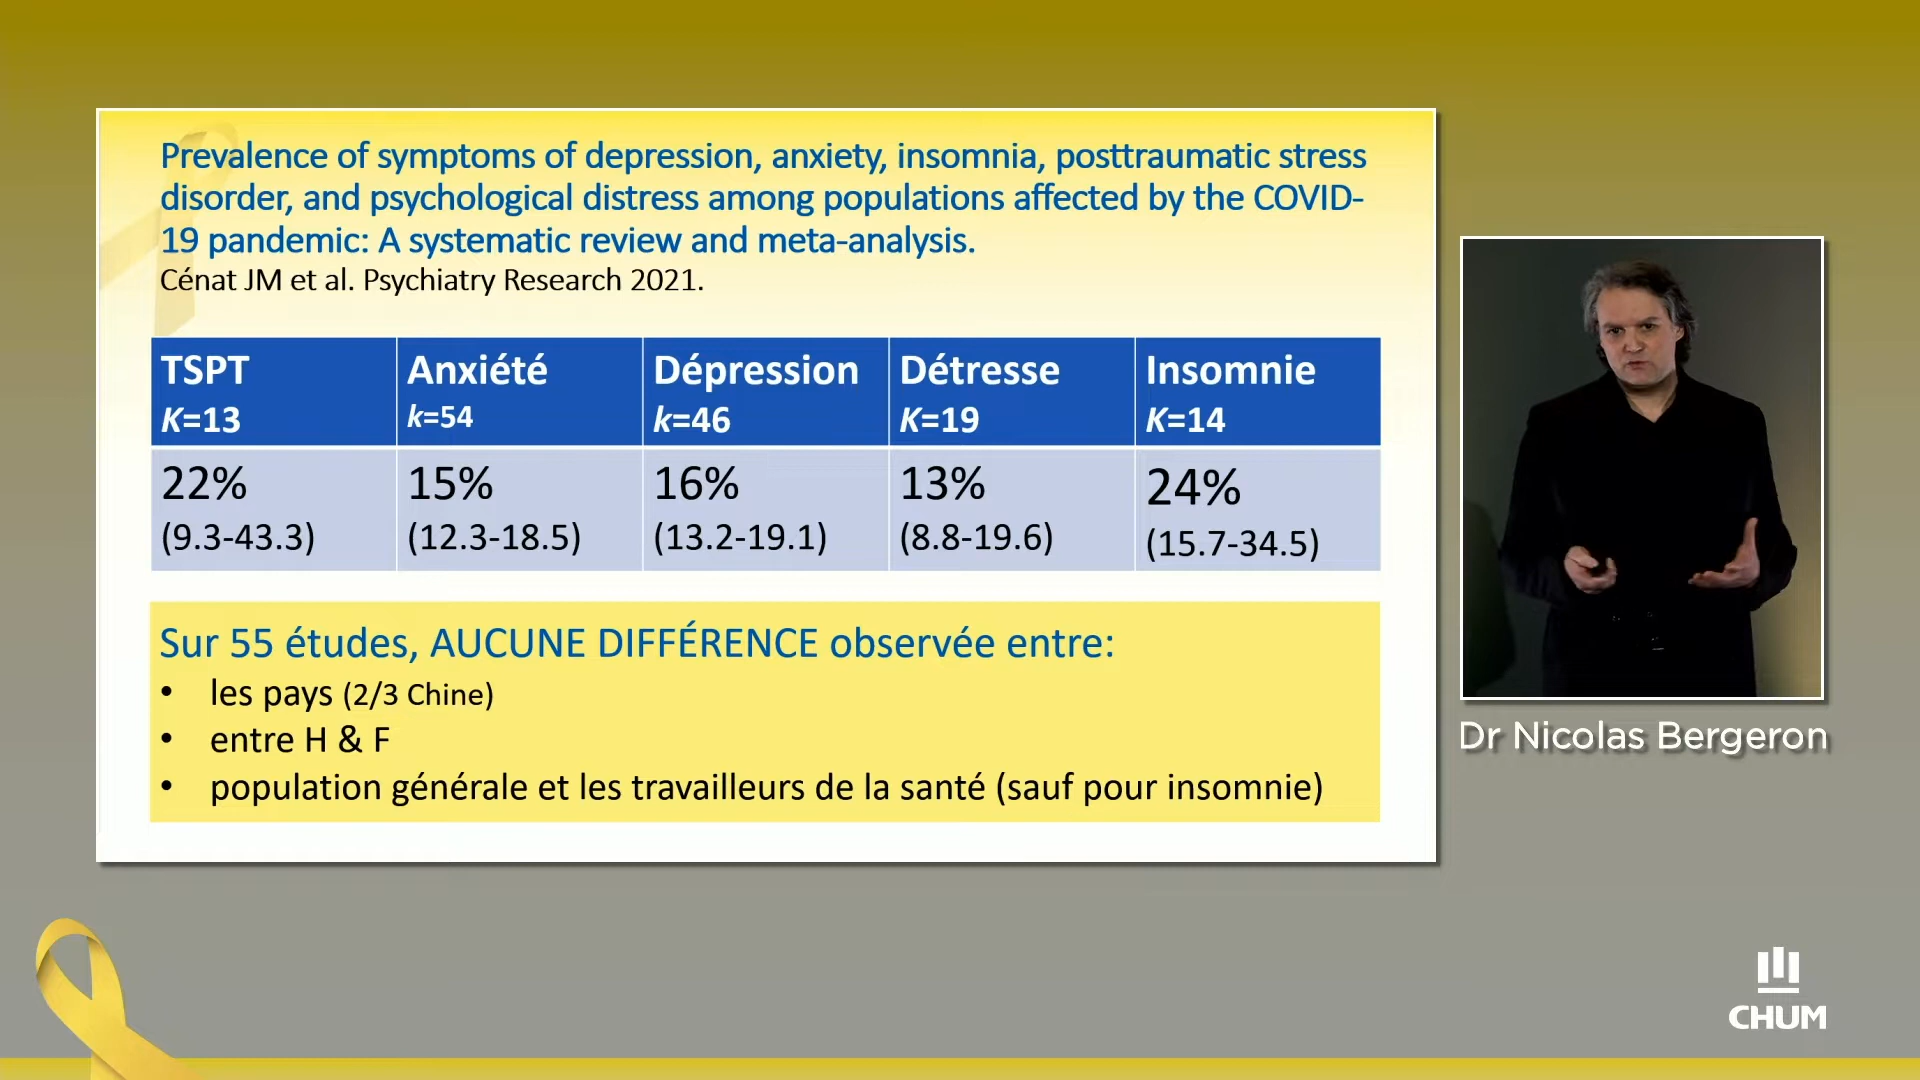 Prevalence of symptoms of depression, anxiety, insomnia, posttraumatic stress
disorder, and psychological distress among populations affected by the COVID-
19 pandemic: A systematic review and meta-analysis.
Cénat JM et al. Psychiatry Research 2021.
TSPT Anxiété Dépression Détresse Insomnie
K=13 k=54 k=46 K=19 K=14
22% 15% 16% 13% 24%
(9.3-43.3) (12.3-18.5) (13.2-19.1) (8.8-19.6) (15.7-34.5)
Sur 55 études, AUCUNE DIFFÉRENCE observée entre:
• les pays (2/3 Chine)
• entre H & F
• population générale et les travailleurs de la santé (sauf pour insomnie)
Dr Nicolas Bergeron
CHUM